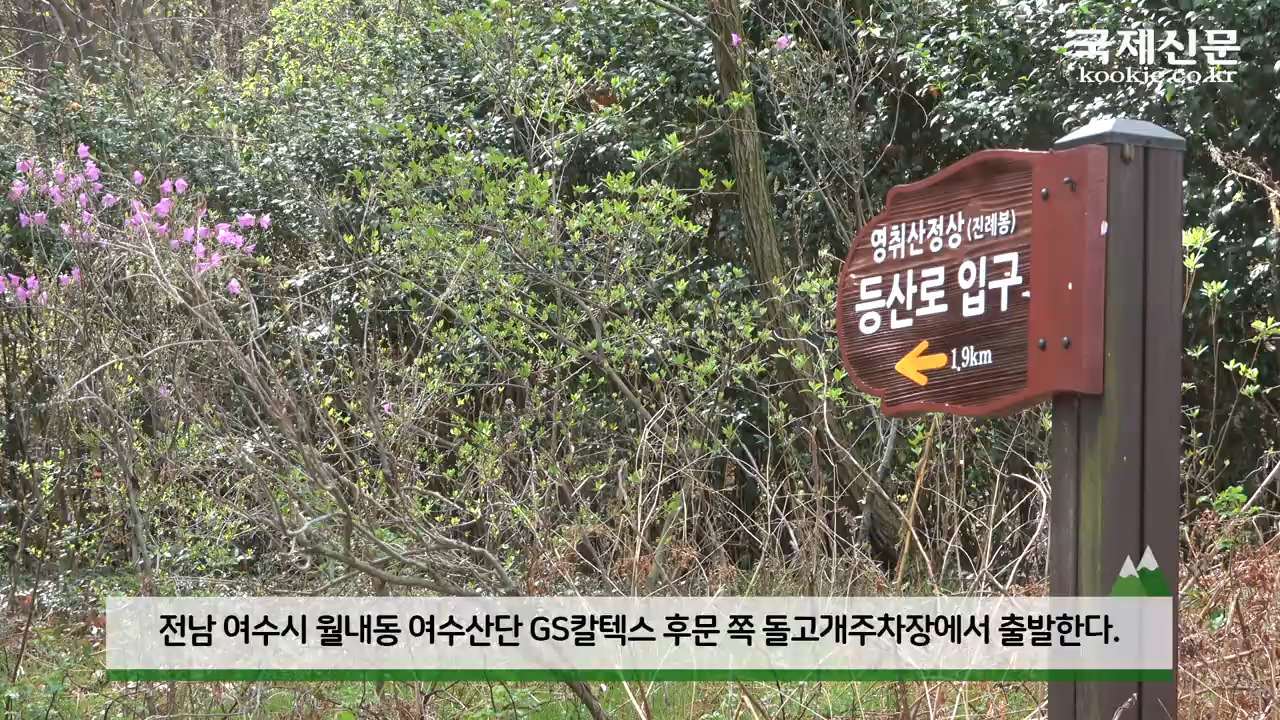 국제신문
kookje.co.kr
영취산정상(진례봉)
등산로 입구
1.9km
전남 여수시 월내동 여수산단 GS칼텍스 후문 쪽 돌고개주차장에서 출발한다.